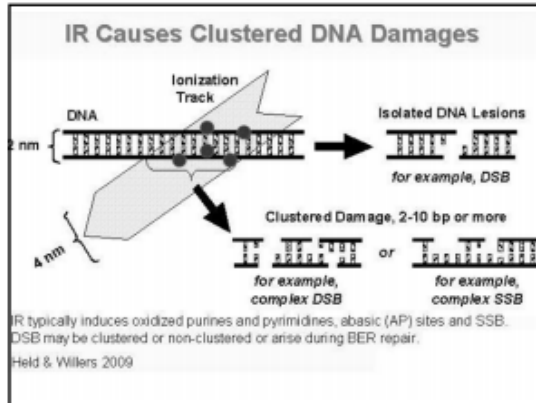 IR Causes Clustered DNA Damages
Ionization
Track
DNA
2 nm
4 nm
Isolated DNA Lesions
for example, DSB
Clustered Damage, 2-10 bp or more
or
for example,
complex DSB
for example,
complex SSB
IR typically induces oxidized purines and pyrimidines, abasic (AP) sites and SSB.
DSB may be clustered or non-clustered or arise during BER repair.
Held & Willers 2009